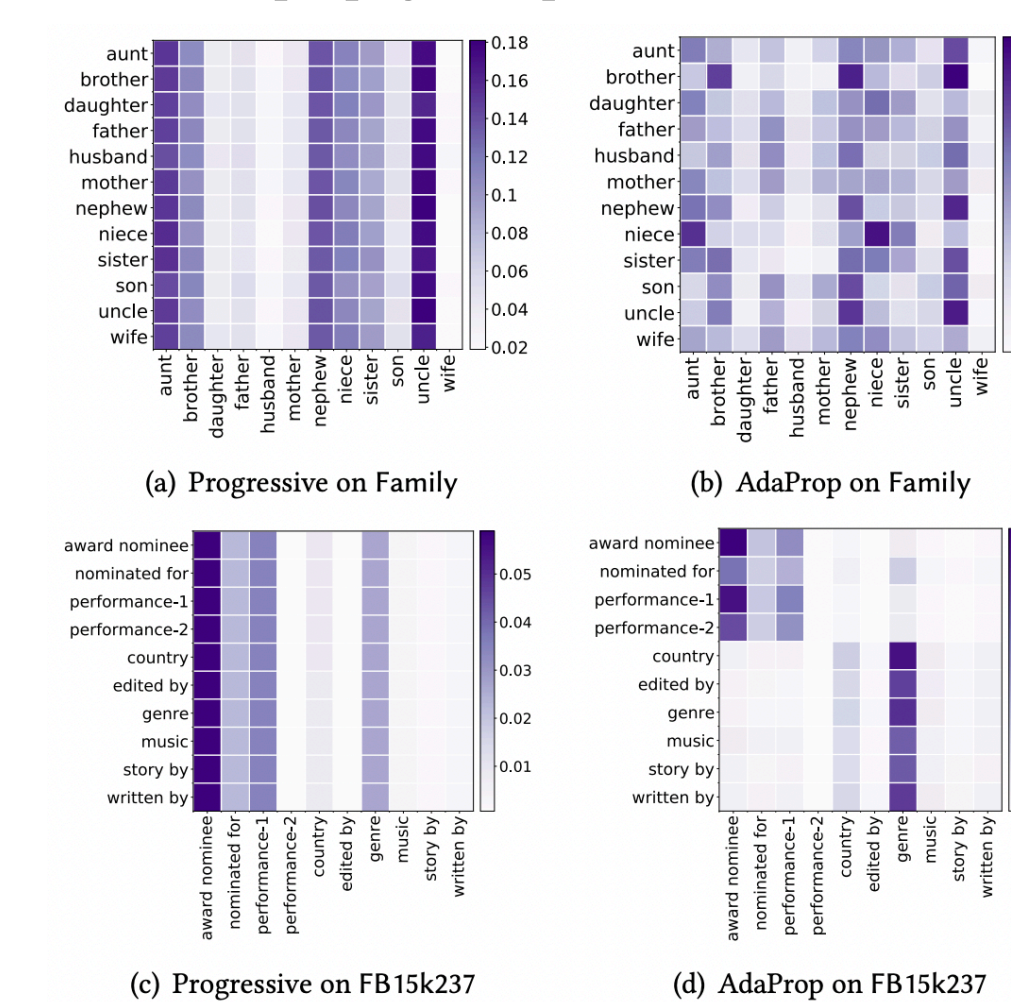 aunt
brother
daughter
father
husband
mother
nephew
niece
sister
son
uncle
wife
0.18
0.16
0.14
0.12
0.1
0.08
0.06
0.04
0.02
aunt
brother
daughter
father
husband
mother
nephew
niece
sister
son
uncle
wife
(a) Progressive on Family
aunt
brother
daughter
father
husband
mother
nephew
niece
sister
son
uncle
wife
aunt
brother
daughter
father
husband
mother
nephew
niece
sister
son
uncle
wife
(b) AdaProp on Family
award nominee
nominated for
performance-1
performance-2
country
edited by
genre
music
story by
written by
0.05
0.04
0.03
0.02
0.01
award nominee
nominated for
performance-1
performance-2
country
edited by
genre
music
story by
written by
(c) Progressive on FB15k237
award nominee
nominated for
performance-1
performance-2
country
edited by
genre
music
story by
written by
award nominee
nominated for
performance-1
performance-2
country
edited by
genre
music
story by
written by
(d) AdaProp on FB15k237